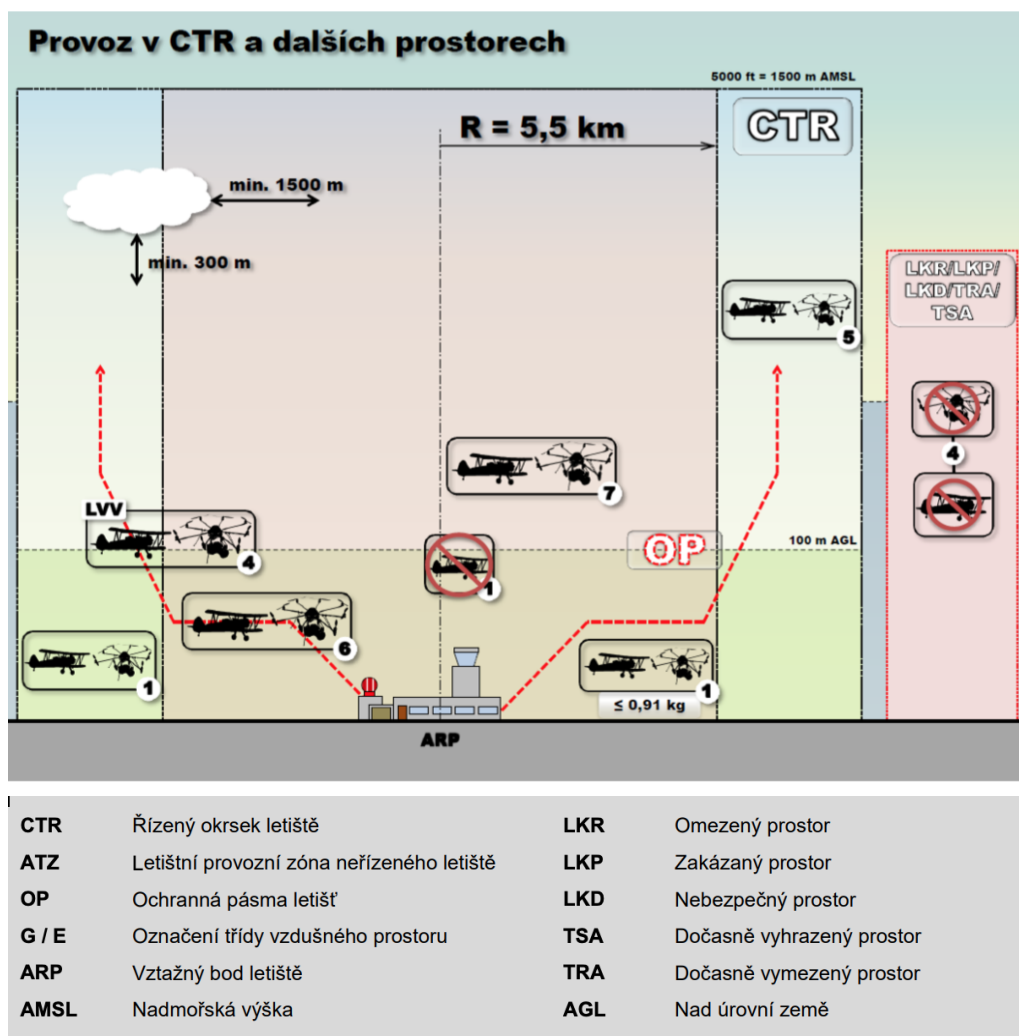 Provoz v CTR a dalších prostorech
5000 ft = 1500 m AMSL
R = 5,5 km
CTR
min. 1500 m
min. 300 m
LKR/LKP/
LKD/TRA/
TSA
5
4
7
LVV
4
OP
100 m AGL
1
6
1
1
≤ 0,91 kg
ARP
CTR Řízený okrsek letiště
ATZ Letištní provozní zóna neřízeného letiště
OP Ochranná pásma letišť
G / E Označení třídy vzdušného prostoru
ARP Vztažný bod letiště
AMSL Nadmořská výška
LKR Omezený prostor
LKP Zakázaný prostor
LKD Nebezpečný prostor
TSA Dočasně vyhrazený prostor
TRA Dočasně vymezený prostor
AGL Nad úrovní země